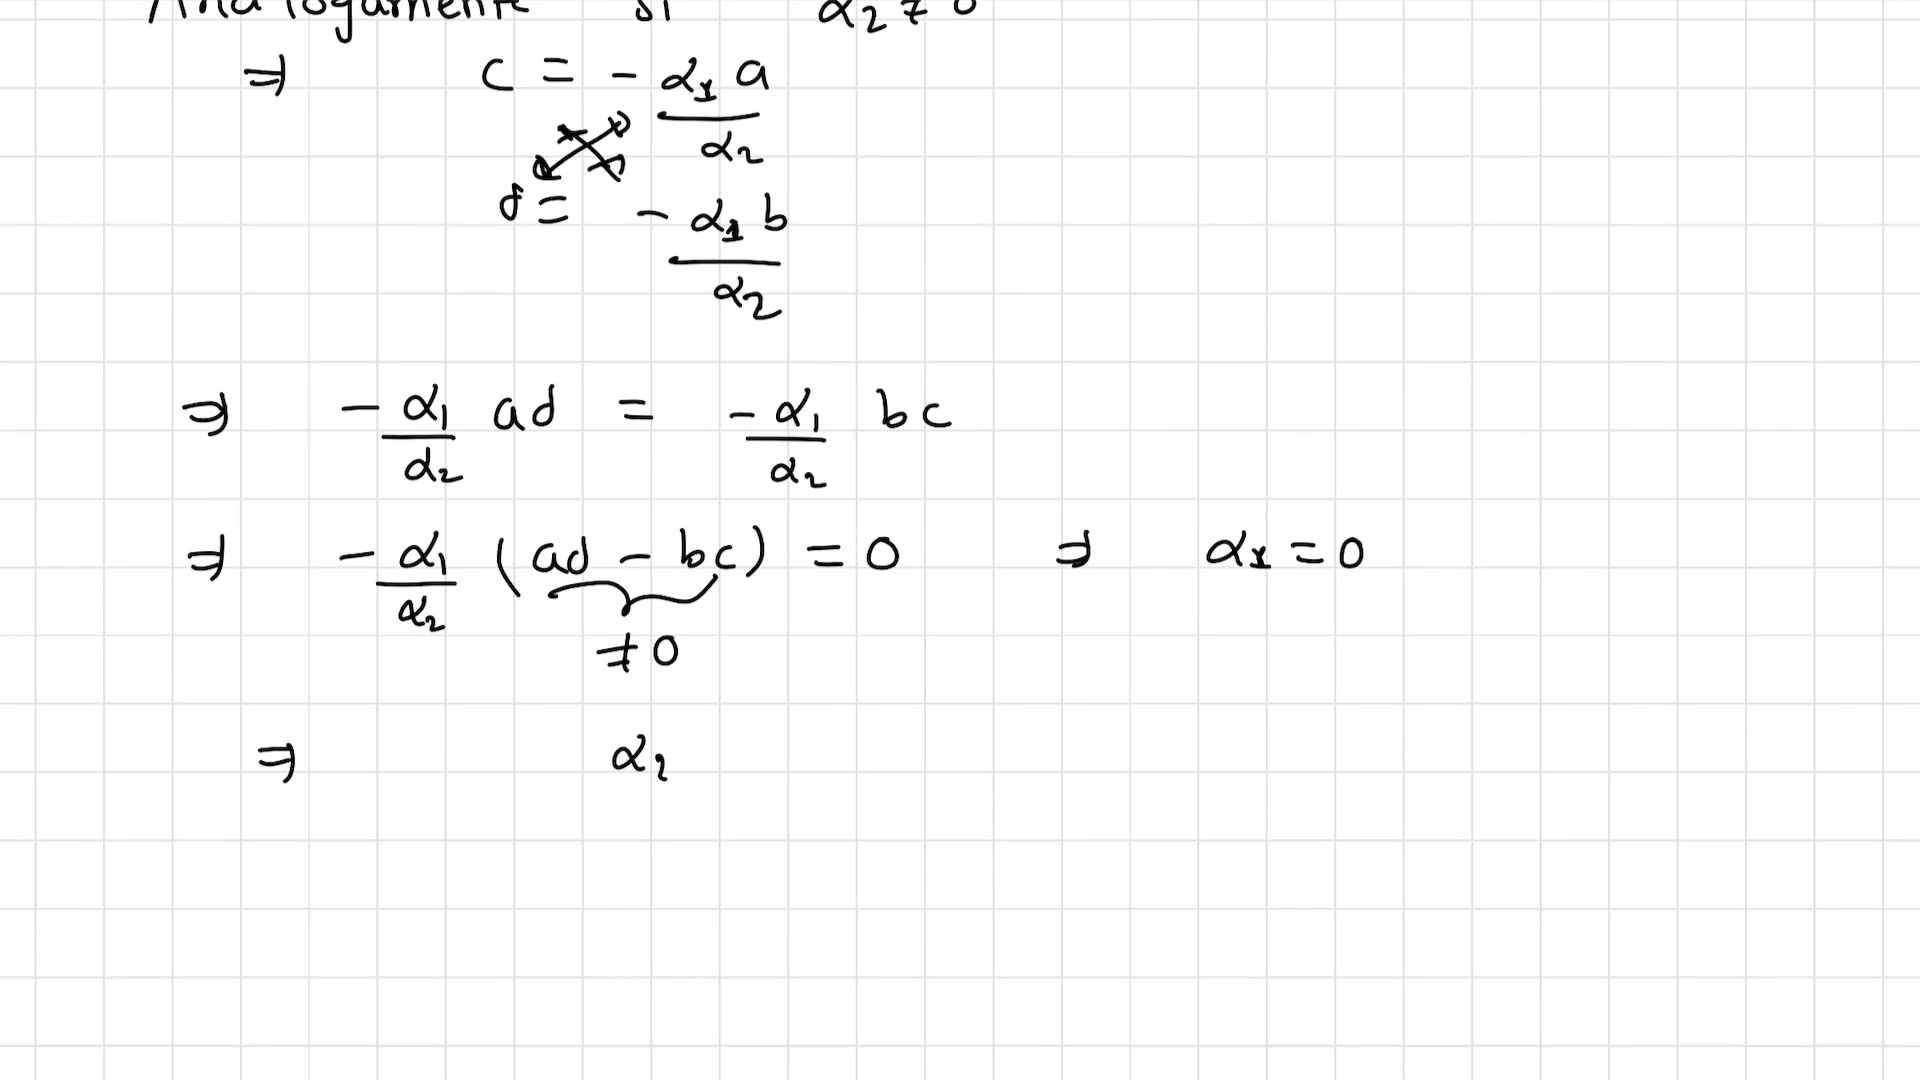 Analogamente si α₂ ≠ 0
⇒ c = - α₁ a / α₂
d = - α₁ b / α₂
⇒ - α₁/α₂ ad = - α₁/α₂ bc
⇒ - α₁/α₂ (ad - bc) = 0 ⇒ α₁ = 0
≠ 0
⇒ α₂